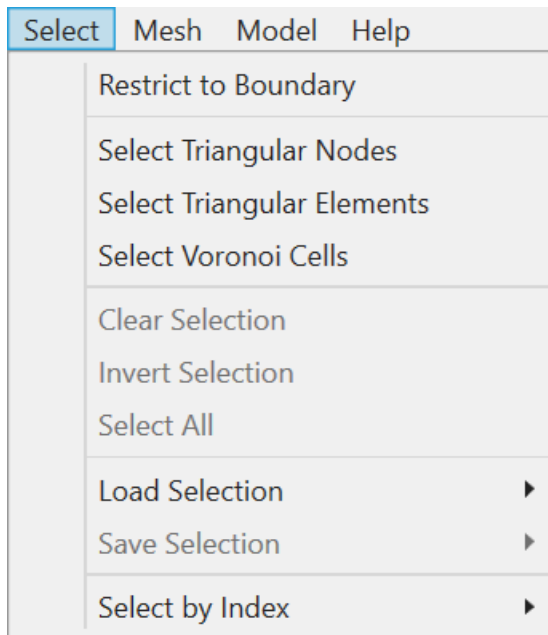 Select Mesh Model Help
Restrict to Boundary
Select Triangular Nodes
Select Triangular Elements
Select Voronoi Cells
Clear Selection
Invert Selection
Select All
Load Selection
Save Selection
Select by Index